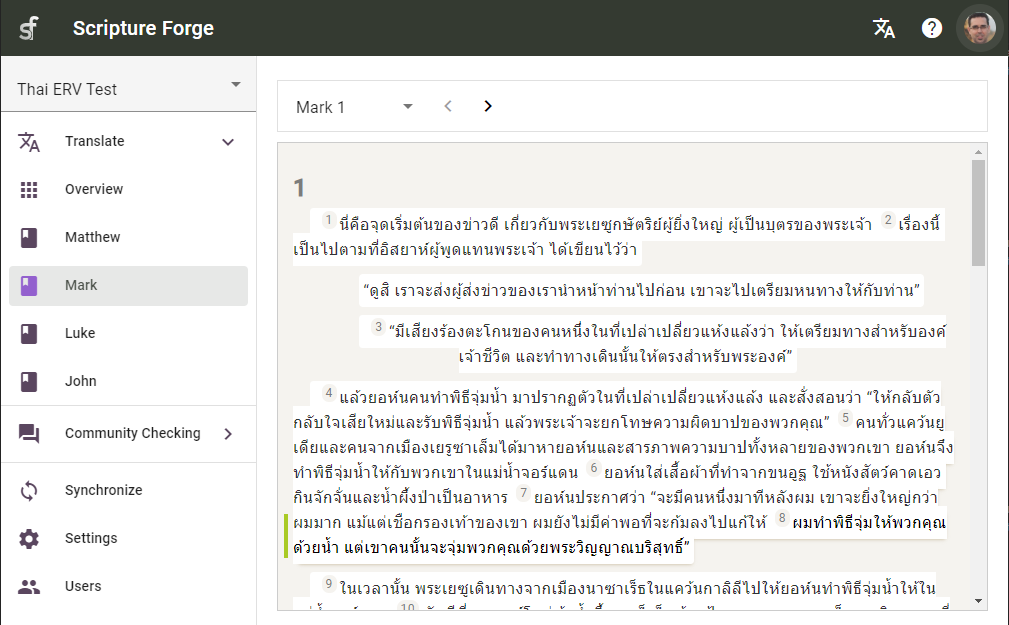 sf
Scripture Forge
Thai ERV Test
Translate
Overview
Matthew
Mark
Luke
John
Community Checking
Synchronize
Settings
Users
Mark 1
1
1 นี่คือจุดเริ่มต้นของข่าวดี เกี่ยวกับพระเยซูกษัตริย์ผู้ยิ่งใหญ่ ผู้เป็นบุตรของพระเจ้า 2 เรื่องนี้
เป็นไปตามที่อิสยาห์ผู้พูดแทนพระเจ้า ได้เขียนไว้ว่า
“ดูสิ เราจะส่งผู้ส่งข่าวของเรานำหน้าท่านไปก่อน เขาจะไปเตรียมหนทางให้กับท่าน”
3 “มีเสียงร้องตะโกนของคนหนึ่งในที่เปล่าเปลี่ยวแห้งแล้งว่า ให้เตรียมทางสำหรับองค์
เจ้าชีวิต และทำทางเดินนั้นให้ตรงสำหรับพระองค์”
4 แล้วยอห์นคนทำพิธีจุ่มน้ำ มาปรากฏตัวในที่เปล่าเปลี่ยวแห้งแล้ง และสั่งสอนว่า “ให้กลับตัว
กลับใจเสียใหม่และรับพิธีจุ่มน้ำ แล้วพระเจ้าจะยกโทษความผิดบาปของพวกคุณ” 5 คนทั่วแคว้นยู
เดียและคนจากเมืองเยรูซาเล็มได้มาหายอห์นและสารภาพความบาปทั้งหลายของพวกเขา ยอห์นจึง
ทำพิธีจุ่มน้ำให้กับพวกเขาในแม่น้ำจอร์แดน 6 ยอห์นใส่เสื้อผ้าที่ทำจากขนอูฐ ใช้หนังสัตว์คาดเอว
กินจักจั่นและน้ำผึ้งป่าเป็นอาหาร 7 ยอห์นประกาศว่า “จะมีคนหนึ่งมาทีหลังผม เขาจะยิ่งใหญ่กว่า
ผมมาก แม้แต่เชือกรองเท้าของเขา ผมยังไม่มีค่าพอที่จะก้มลงไปแก้ให้ 8 ผมทำพิธีจุ่มให้พวกคุณ
ด้วยน้ำ แต่เขาคนนั้นจะจุ่มพวกคุณด้วยพระวิญญาณบริสุทธิ์”
9 ในเวลานั้น พระเยซูเดินทางจากเมืองนาซาเร็ธในแคว้นกาลิลีไปให้ยอห์นทำพิธีจุ่มน้ำให้ใน
10